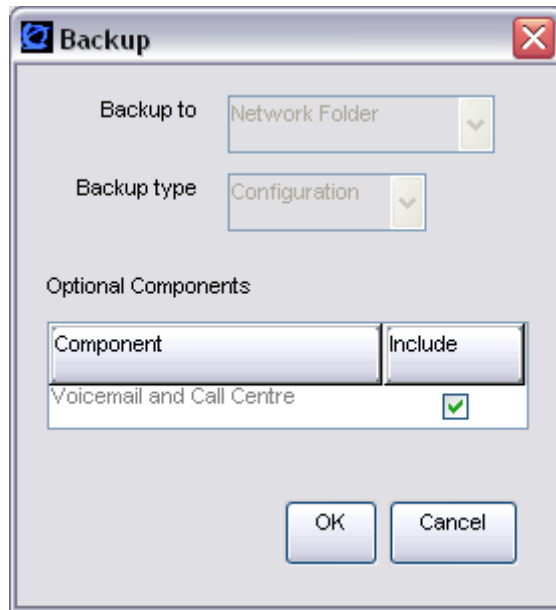 Backup
Backup to Network Folder
Backup type Configuration
Optional Components
Component Include
Voicemail and Call Centre
OK Cancel